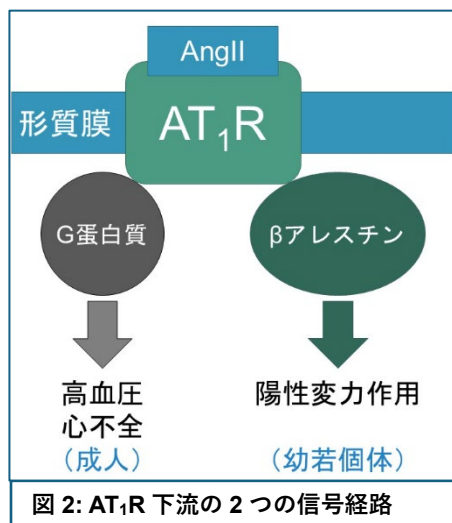 AngII
形質膜
AT₁R
G蛋白質
βアレスチン
高血圧
心不全
(成人)
陽性変力作用
(幼若個体)
図 2: AT₁R 下流の 2 つの信号経路